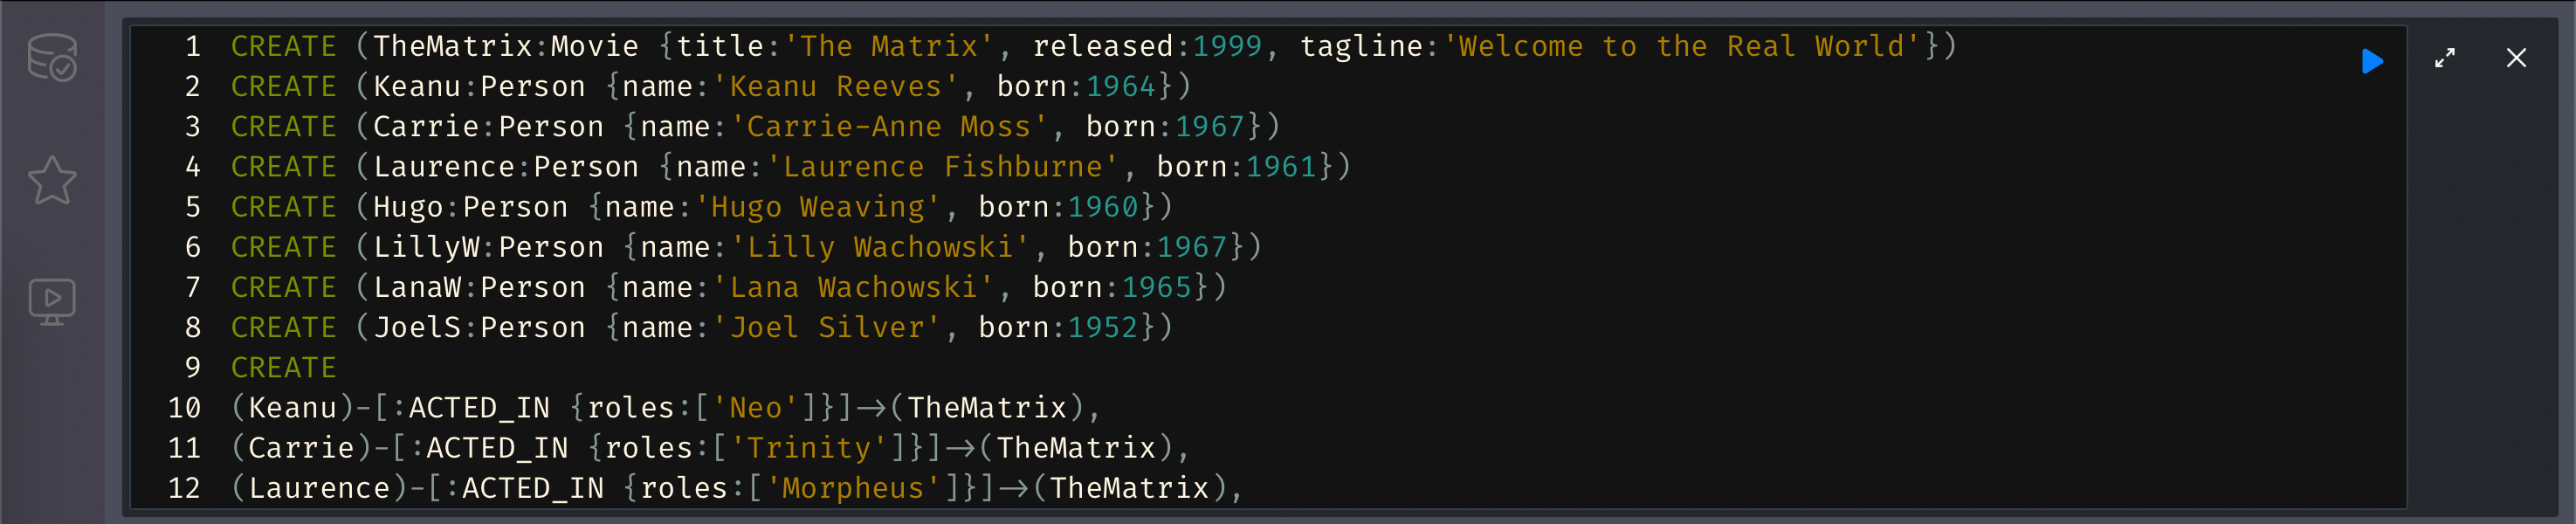 1 CREATE (TheMatrix:Movie {title:'The Matrix', released:1999, tagline:'Welcome to the Real World'})
2 CREATE (Keanu:Person {name:'Keanu Reeves', born:1964})
3 CREATE (Carrie:Person {name:'Carrie-Anne Moss', born:1967})
4 CREATE (Laurence:Person {name:'Laurence Fishburne', born:1961})
5 CREATE (Hugo:Person {name:'Hugo Weaving', born:1960})
6 CREATE (LillyW:Person {name:'Lilly Wachowski', born:1967})
7 CREATE (LanaW:Person {name:'Lana Wachowski', born:1965})
8 CREATE (JoelS:Person {name:'Joel Silver', born:1952})
9 CREATE
10 (Keanu)-[:ACTED_IN {roles:['Neo']}]->(TheMatrix),
11 (Carrie)-[:ACTED_IN {roles:['Trinity']}]->(TheMatrix),
12 (Laurence)-[:ACTED_IN {roles:['Morpheus']}]->(TheMatrix),